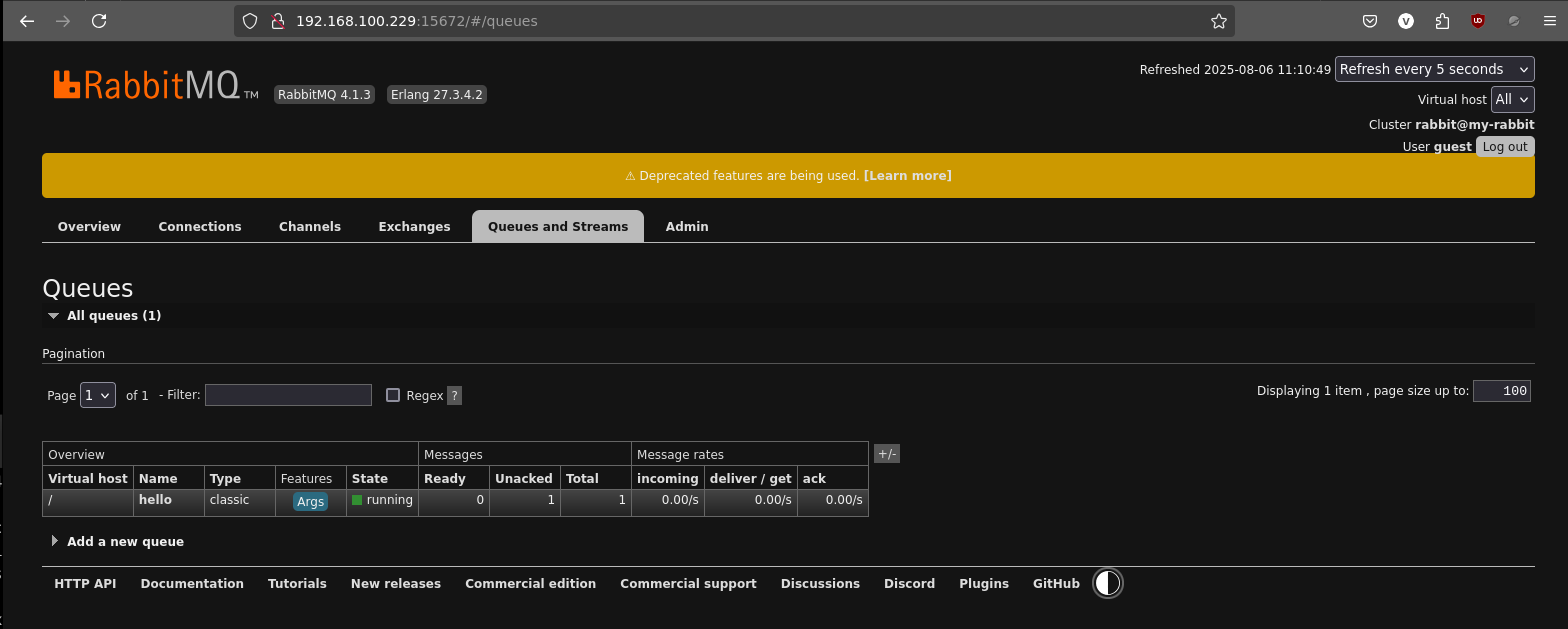 192.168.100.229:15672/#/queues
RabbitMQ TM RabbitMQ 4.1.3 Erlang 27.3.4.2
Refreshed 2025-08-06 11:10:49 Refresh every 5 seconds
Virtual host All
Cluster rabbit@my-rabbit
User guest Log out
⚠ Deprecated features are being used. [Learn more]
Overview Connections Channels Exchanges Queues and Streams Admin
Queues
All queues (1)
Pagination
Page 1 of 1 - Filter: Regex ? Displaying 1 item , page size up to: 100
Overview Messages Message rates +/-
Virtual host Name Type Features State Ready Unacked Total incoming deliver / get ack
/ hello classic Args running 0 1 1 0.00/s 0.00/s 0.00/s
Add a new queue
HTTP API Documentation Tutorials New releases Commercial edition Commercial support Discussions Discord Plugins GitHub